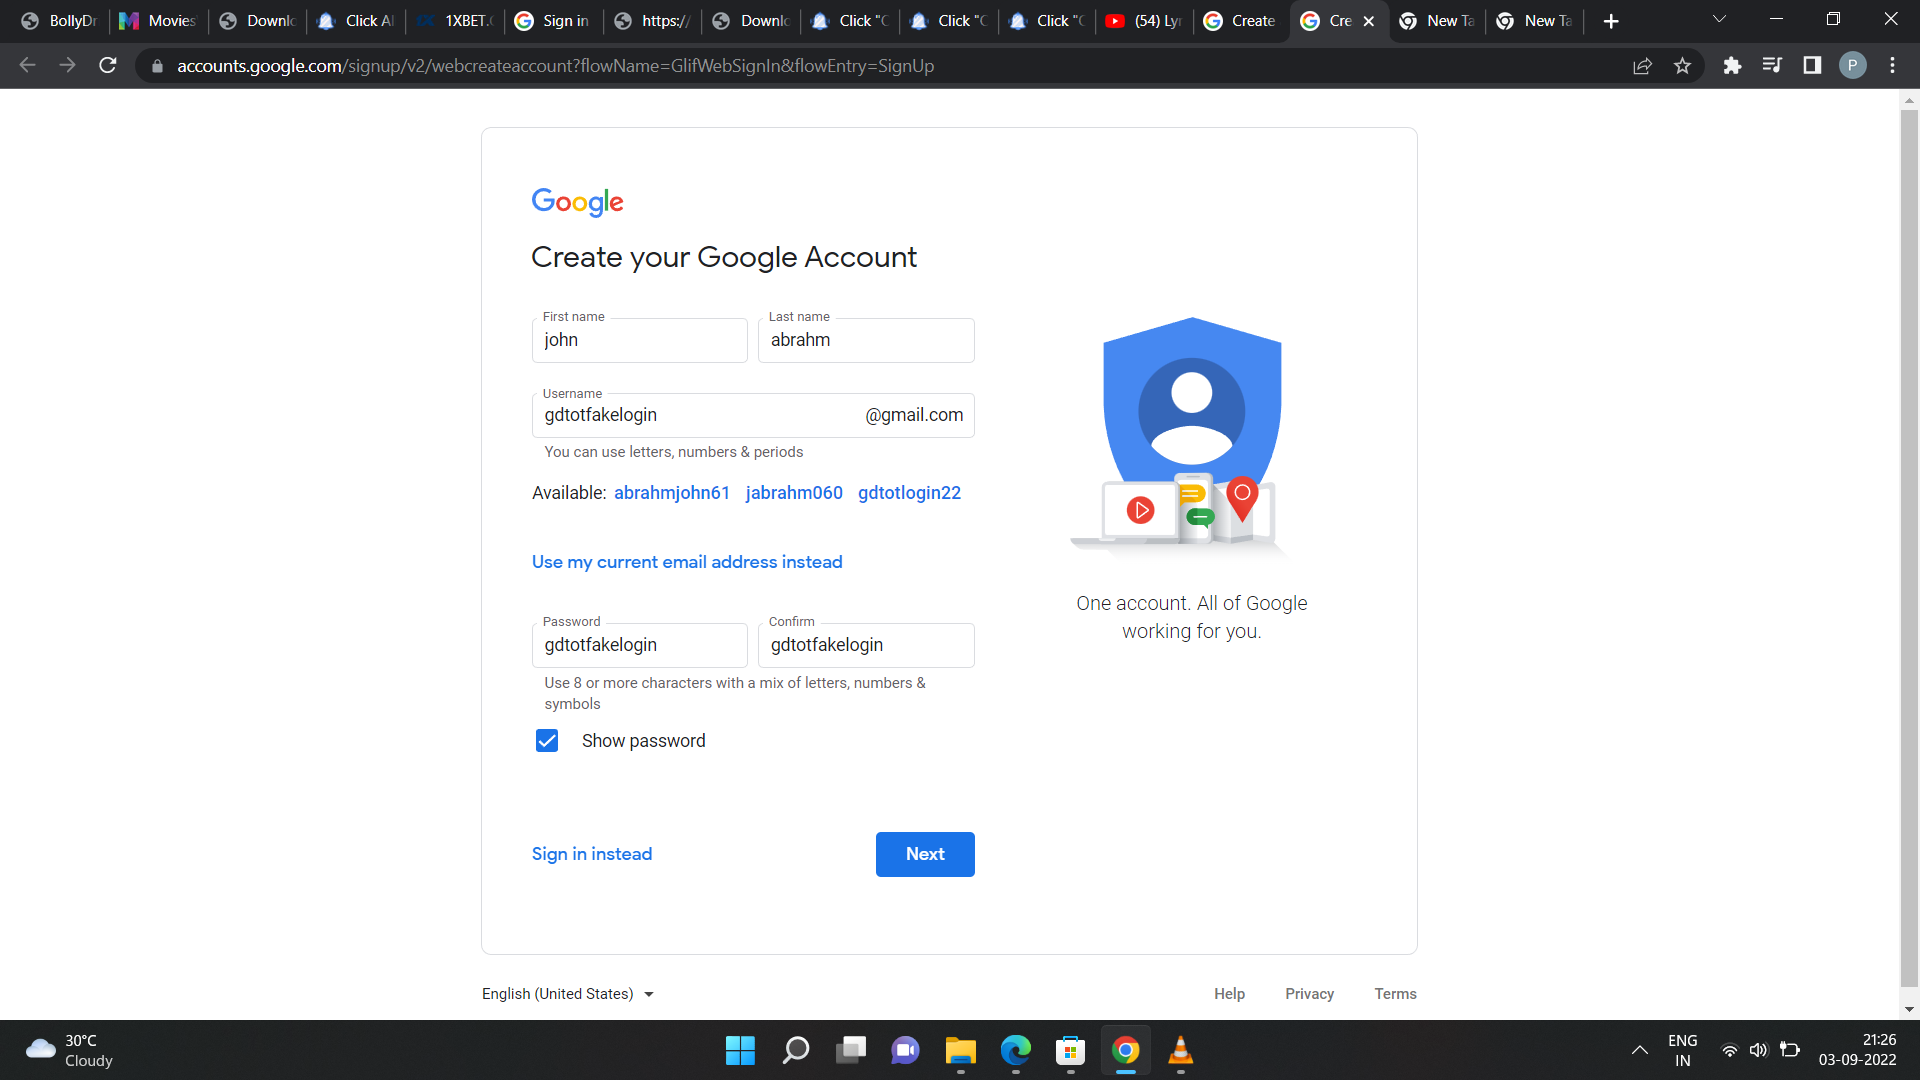 BollyDr
Movies
Downlo
Click Al
1XBET.
Sign in
https://
Downlo
Click "C
Click "C
Click "C
(54) Lyr
Create
Cre
New Ta
New Ta
accounts.google.com/signup/v2/webcreateaccount?flowName=GlifWebSignIn&flowEntry=SignUp
P
Google
Create your Google Account
First name
Last name
john
abrahm
Username
gdtotfakelogin
@gmail.com
You can use letters, numbers & periods
Available: abrahmjohn61 jabrahm060 gdtotlogin22
Use my current email address instead
Password
Confirm
gdtotfakelogin
gdtotfakelogin
Use 8 or more characters with a mix of letters, numbers &
symbols
Show password
Sign in instead
Next
One account. All of Google
working for you.
English (United States)
Help
Privacy
Terms
30°C
Cloudy
ENG
IN
21:26
03-09-2022